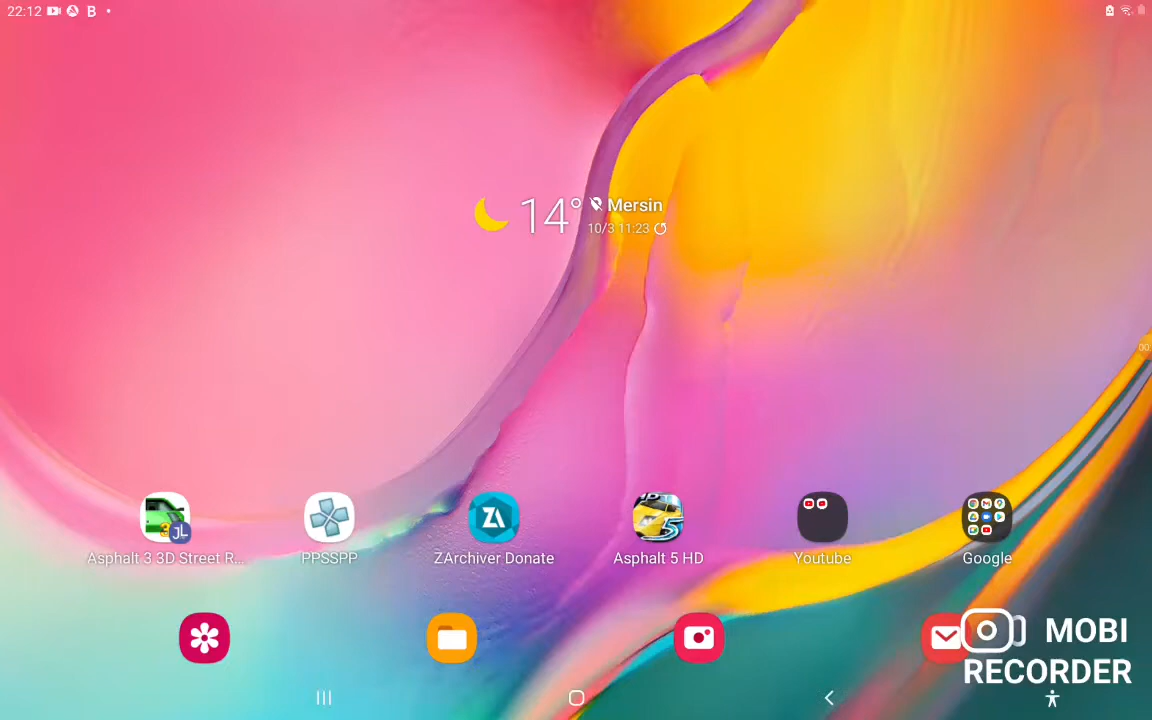 22:12
14° Mersin
10/3 11:23
00:
Asphalt 3 3D Street R...
PPSSPP
ZArchiver Donate
Asphalt 5 HD
Youtube
Google
MOBI
RECORDER